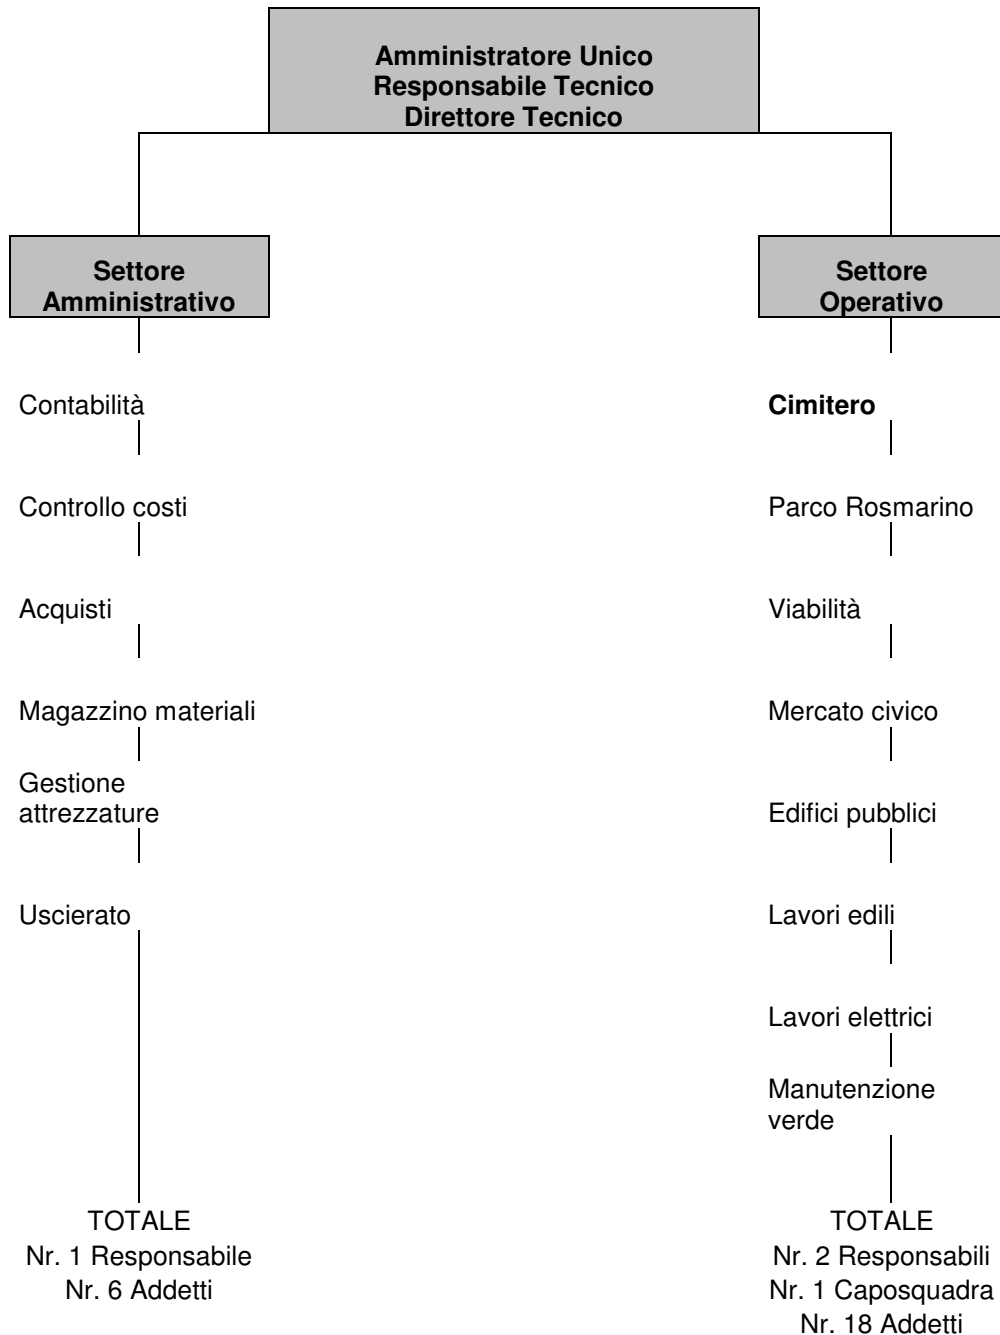 Amministratore Unico
Responsabile Tecnico
Direttore Tecnico
Settore
Amministrativo
Contabilità
Controllo costi
Acquisti
Magazzino materiali
Gestione
attrezzature
Uscierato
TOTALE
Nr. 1 Responsabile
Nr. 6 Addetti
Settore
Operativo
Cimitero
Parco Rosmarino
Viabilità
Mercato civico
Edifici pubblici
Lavori edili
Lavori elettrici
Manutenzione
verde
TOTALE
Nr. 2 Responsabili
Nr. 1 Caposquadra
Nr. 18 Addetti